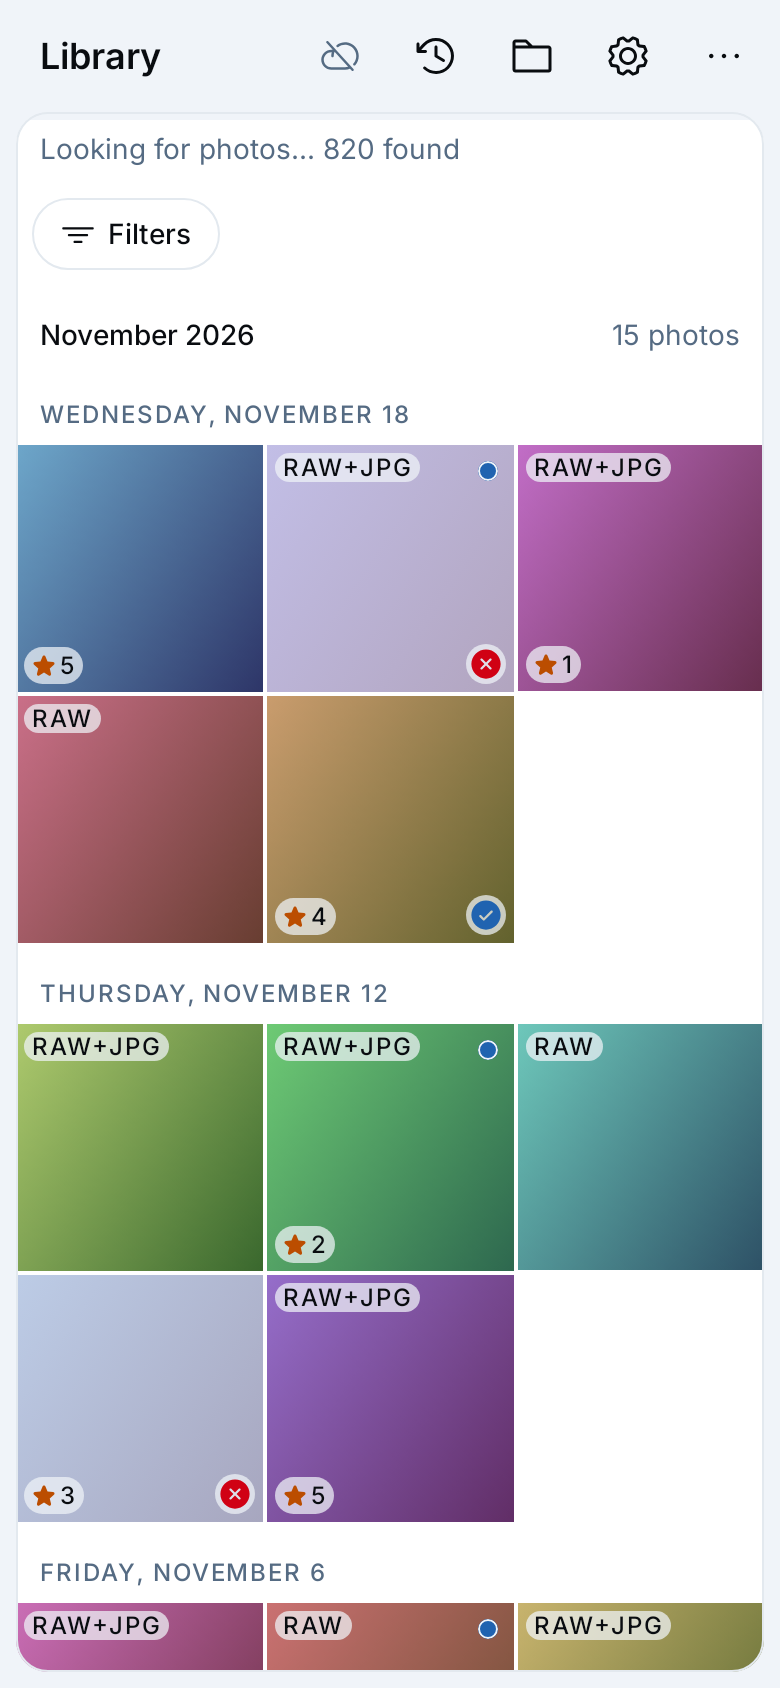 Library
Looking for photos... 820 found
Filters
November 2026 15 photos
WEDNESDAY, NOVEMBER 18
RAW+JPG RAW+JPG
5 1
RAW
4
THURSDAY, NOVEMBER 12
RAW+JPG RAW+JPG RAW
2
RAW+JPG
3 5
FRIDAY, NOVEMBER 6
RAW+JPG RAW RAW+JPG